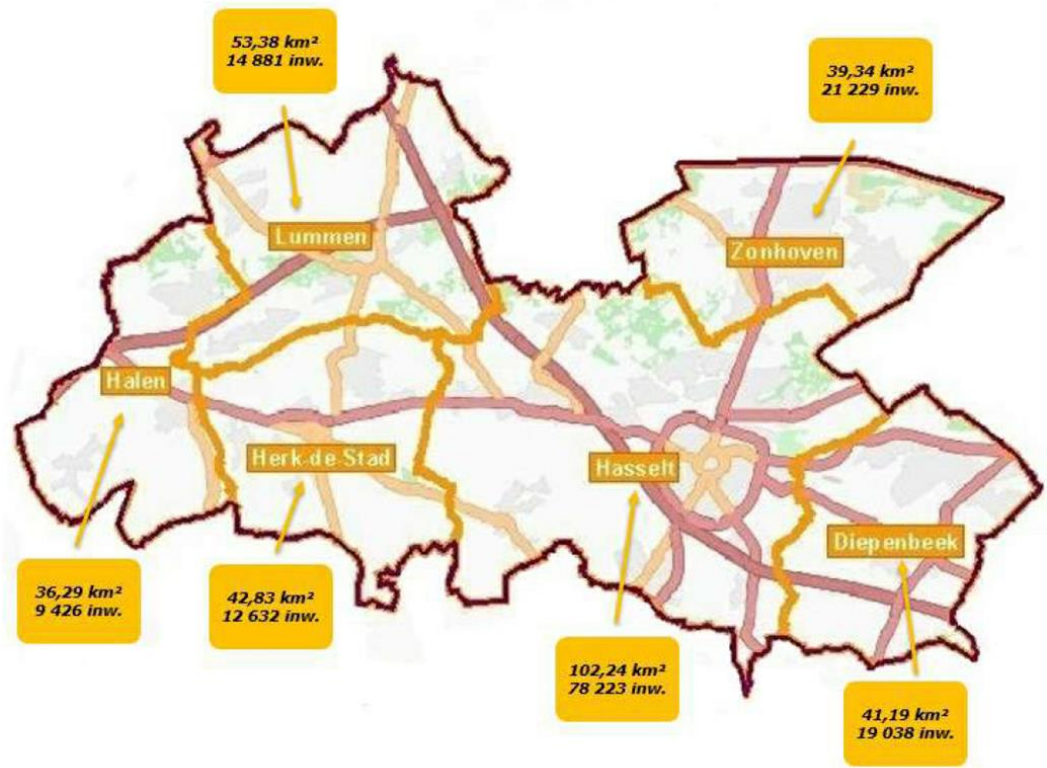 53,38 km²
14 881 inw.
39,34 km²
21 229 inw.
Lummen
Zonhoven
Halen
Herk-de-Stad
Hasselt
Diepenbeek
36,29 km²
9 426 inw.
42,83 km²
12 632 inw.
102,24 km²
78 223 inw.
41,19 km²
19 038 inw.